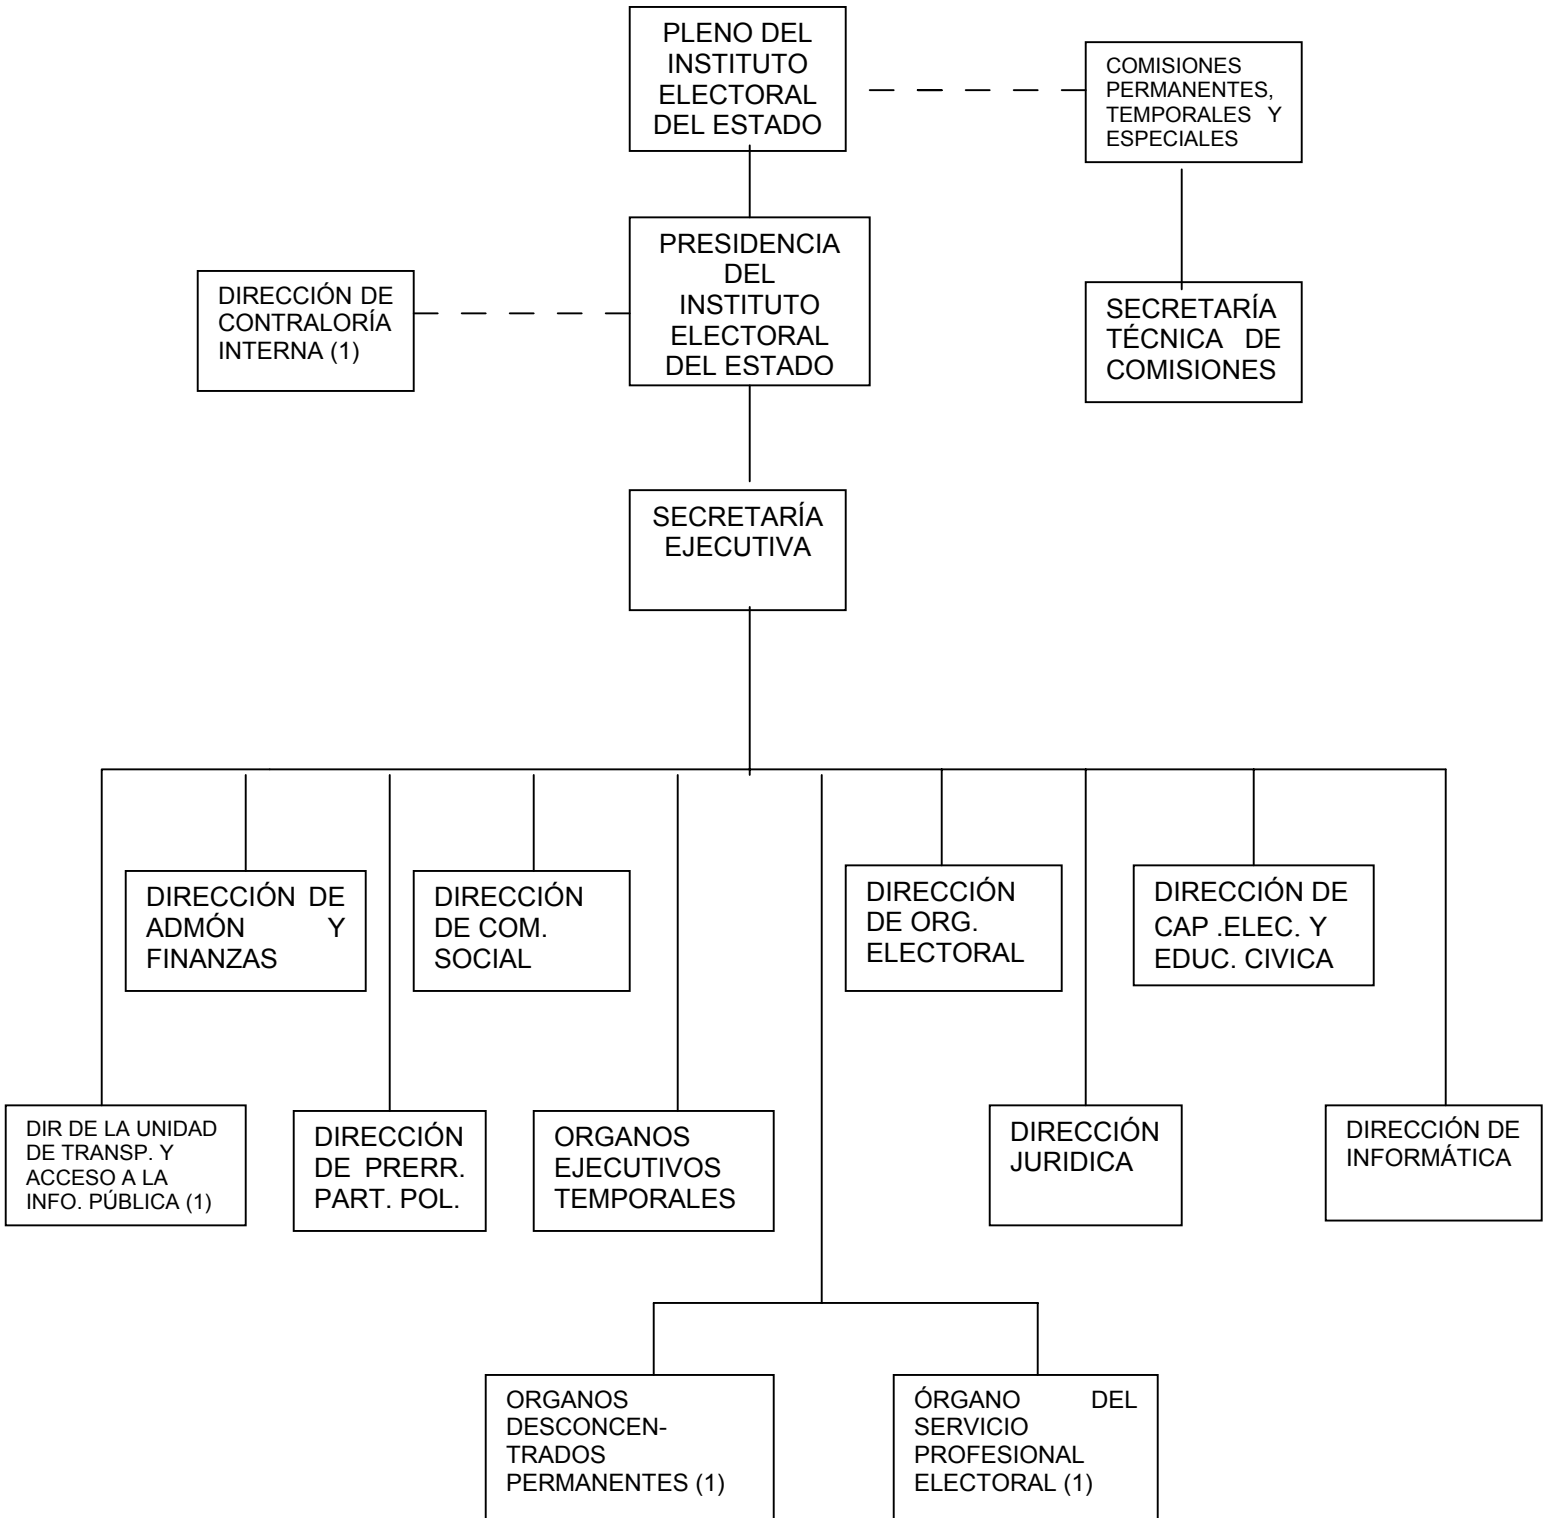 PLENO DEL
INSTITUTO
ELECTORAL
DEL ESTADO
COMISIONES
PERMANENTES,
TEMPORALES Y
ESPECIALES
PRESIDENCIA
DEL
INSTITUTO
ELECTORAL
DEL ESTADO
DIRECCIÓN DE
CONTRALORÍA
INTERNA (1)
SECRETARÍA
TÉCNICA DE
COMISIONES
SECRETARÍA
EJECUTIVA
DIRECCIÓN DE
ADMÓN Y
FINANZAS
DIRECCIÓN
DE COM.
SOCIAL
DIRECCIÓN
DE ORG.
ELECTORAL
DIRECCIÓN DE
CAP .ELEC. Y
EDUC. CIVICA
DIR DE LA UNIDAD
DE TRANSP. Y
ACCESO A LA
INFO. PÚBLICA (1)
DIRECCIÓN
DE PRERR.
PART. POL.
ORGANOS
EJECUTIVOS
TEMPORALES
DIRECCIÓN
JURIDICA
DIRECCIÓN DE
INFORMÁTICA
ORGANOS
DESCONCEN-
TRADOS
PERMANENTES (1)
ÓRGANO DEL
SERVICIO
PROFESIONAL
ELECTORAL (1)